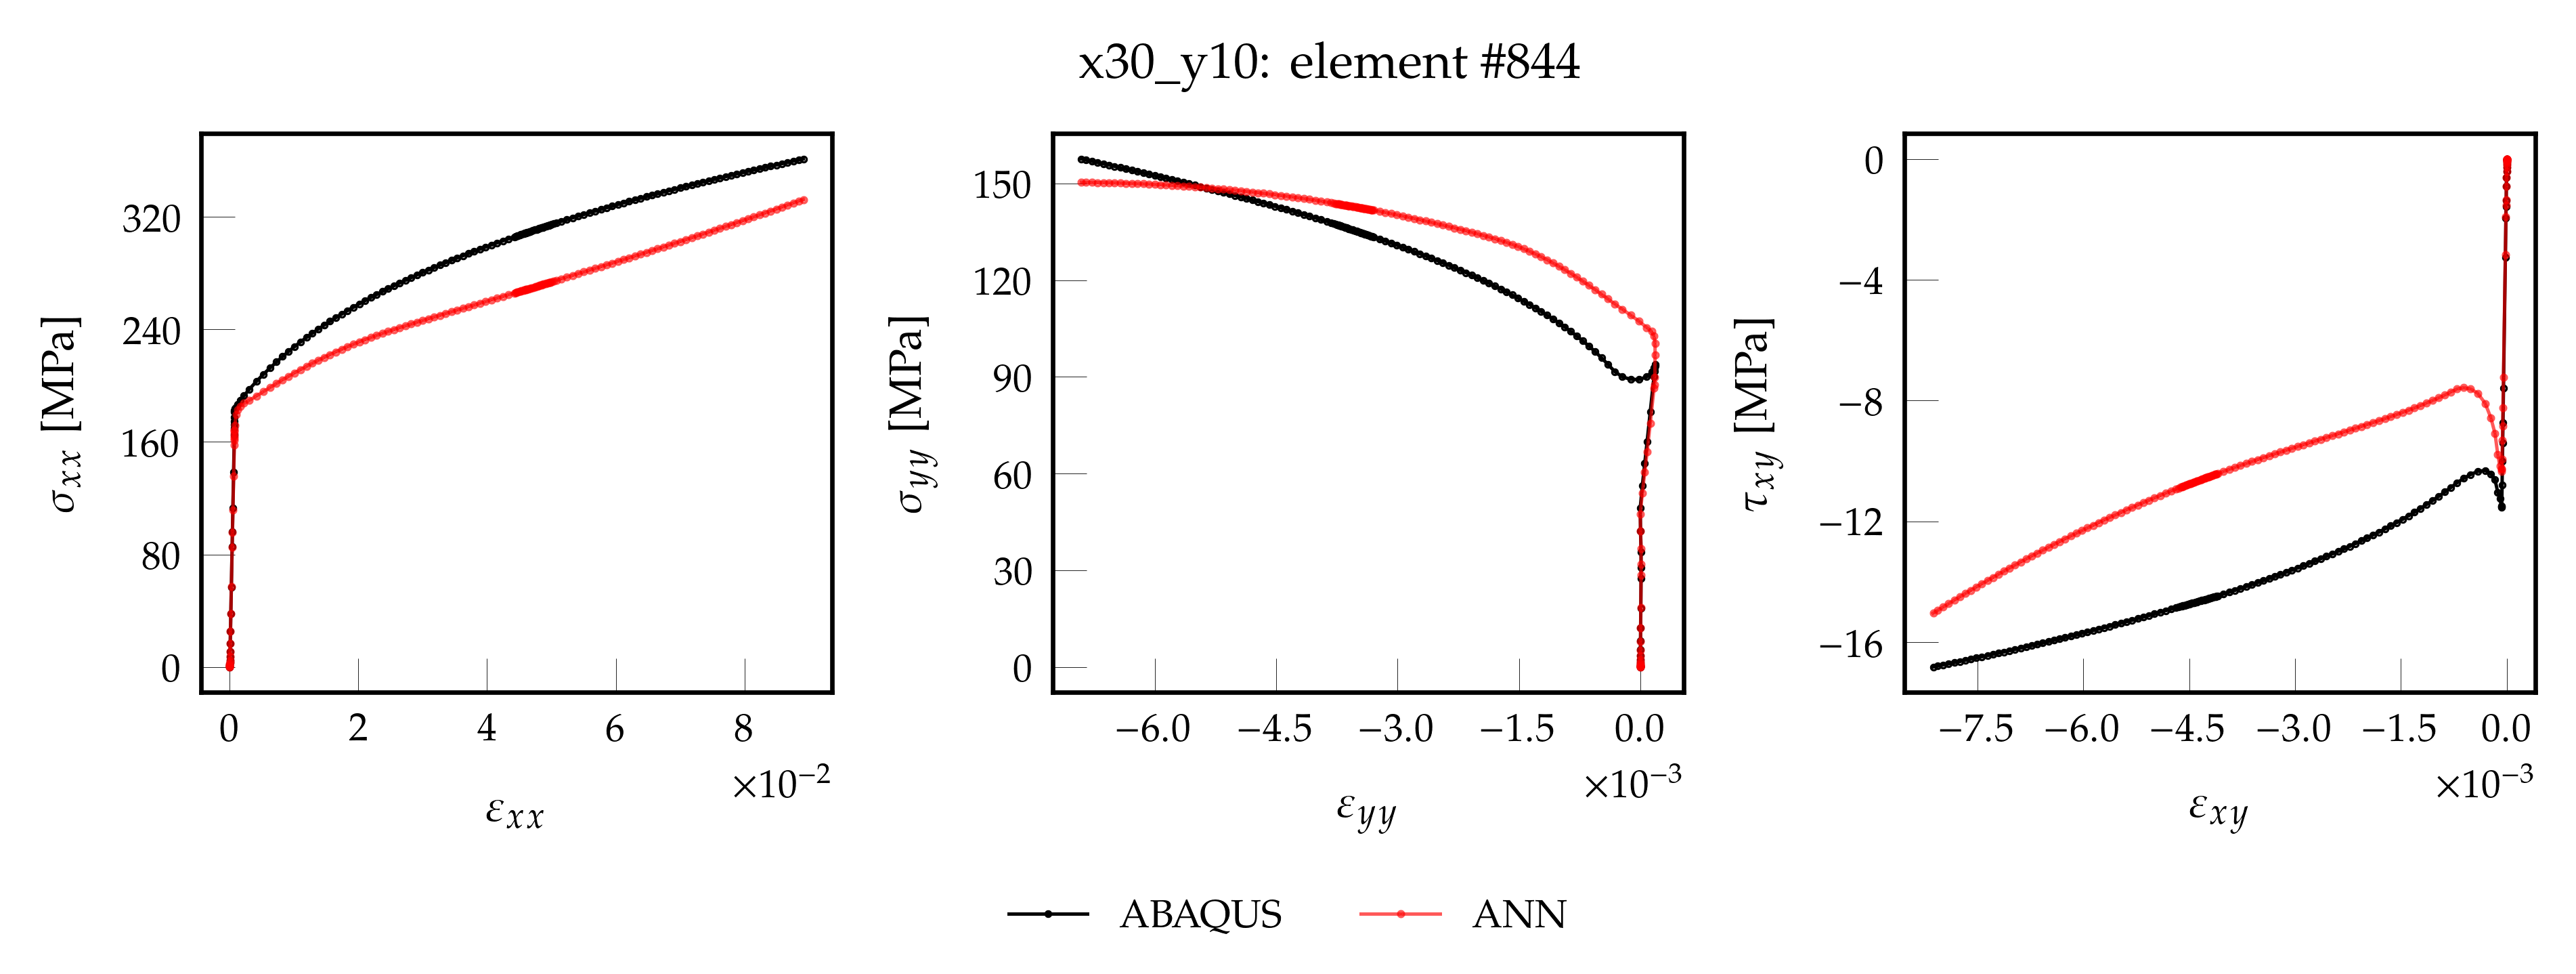 x30_y10: element #844
σxx [MPa]
320
240
160
80
0
0 2 4 6 8
×10−2
εxx
σyy [MPa]
150
120
90
60
30
0
−6.0 −4.5 −3.0 −1.5 0.0
×10−3
εyy
τxy [MPa]
0
−4
−8
−12
−16
−7.5 −6.0 −4.5 −3.0 −1.5 0.0
×10−3
εxy
ABAQUS ANN